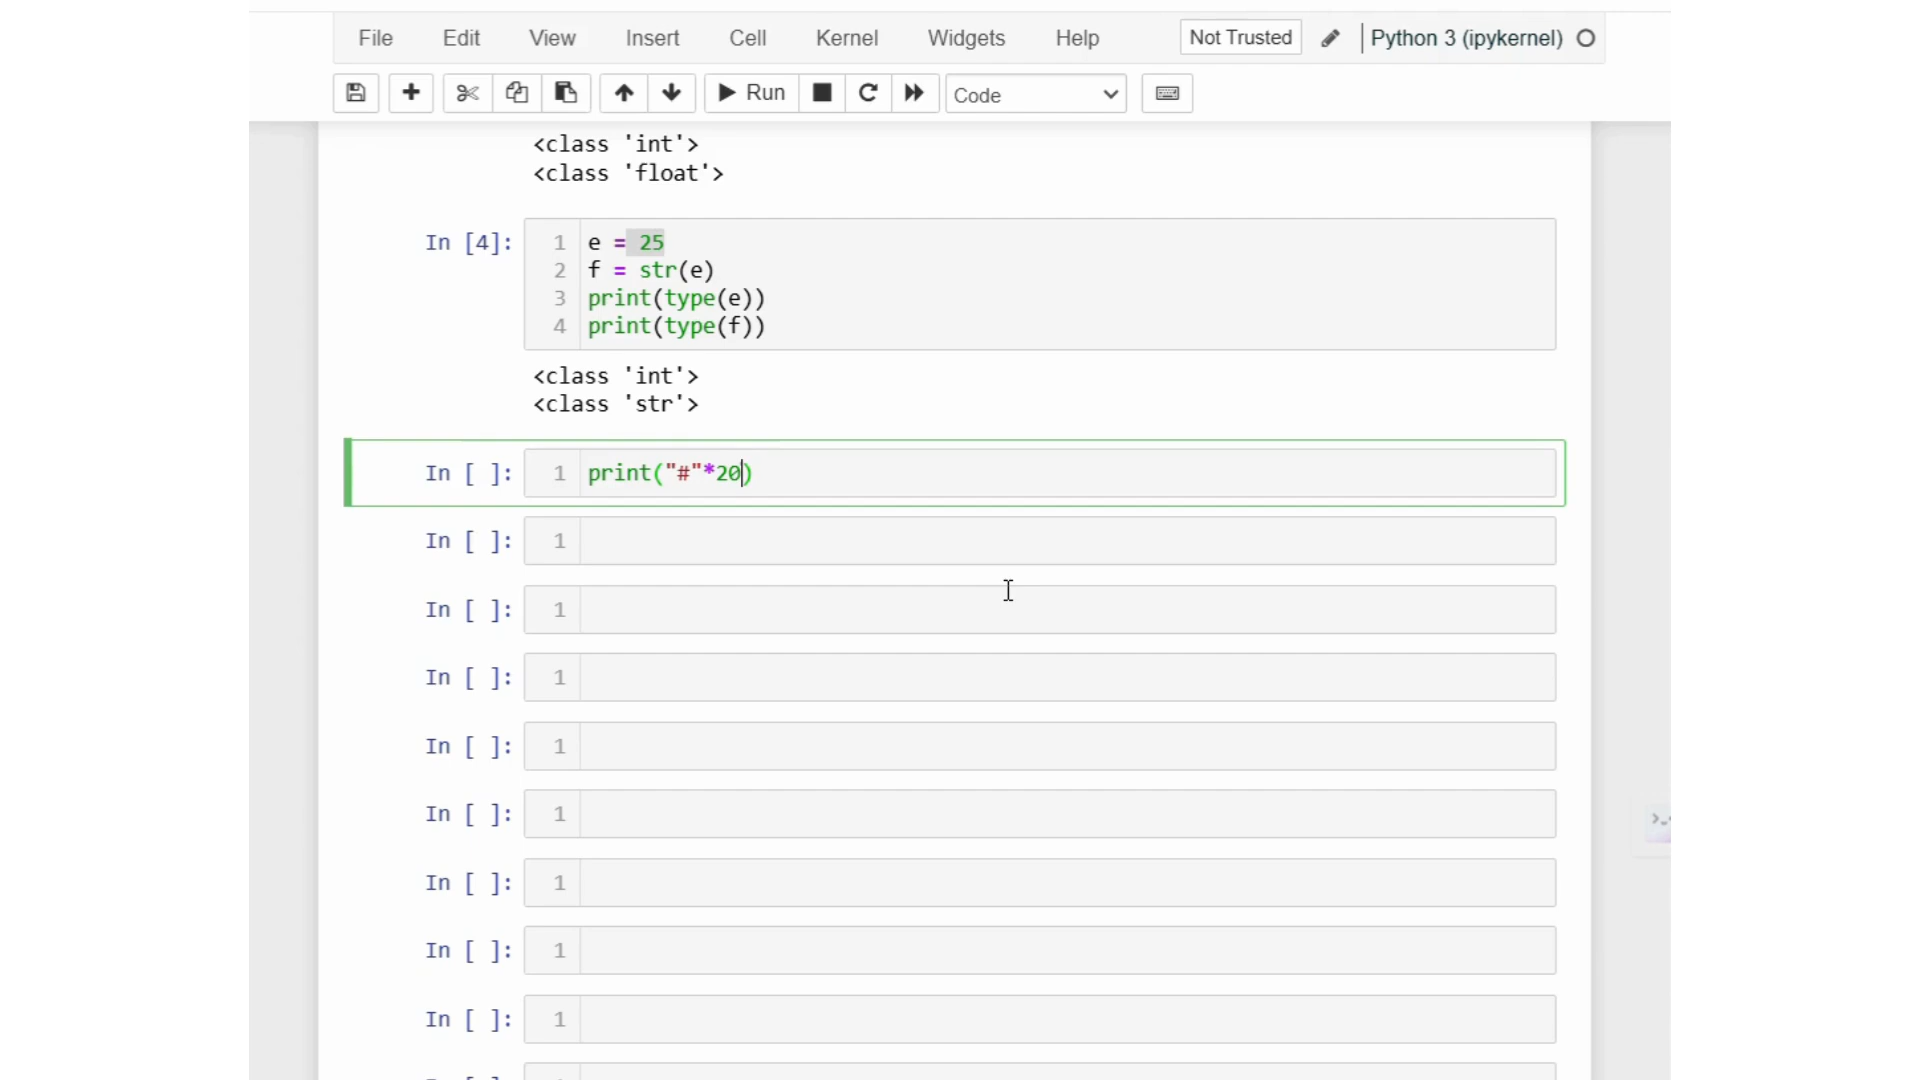 File Edit View Insert Cell Kernel Widgets Help Not Trusted Python 3 (ipykernel)
Run Code
<class 'int'>
<class 'float'>
In [4]: 1 e = 25
2 f = str(e)
3 print(type(e))
4 print(type(f))
<class 'int'>
<class 'str'>
In [ ]: 1 print("#"*20)
In [ ]: 1
In [ ]: 1
In [ ]: 1
In [ ]: 1
In [ ]: 1
In [ ]: 1
In [ ]: 1
In [ ]: 1